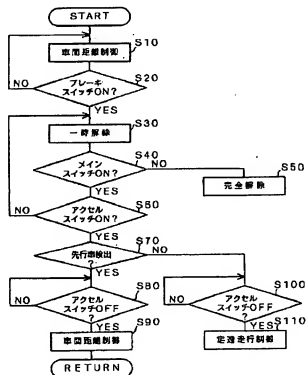 START
S10
車間距離制御
S20
ブレーキ
スイッチON?
NO
YES
S30
一時解除
S40
メイン
スイッチON?
NO
YES
S50
完全解除
S60
アクセル
スイッチON?
NO
YES
S70
先行車検出
?
NO
YES
S80
アクセル
スイッチOFF
?
NO
YES
S90
車間距離制御
RETURN
S100
アクセル
スイッチOFF
?
NO
YES
S110
定速走行制御